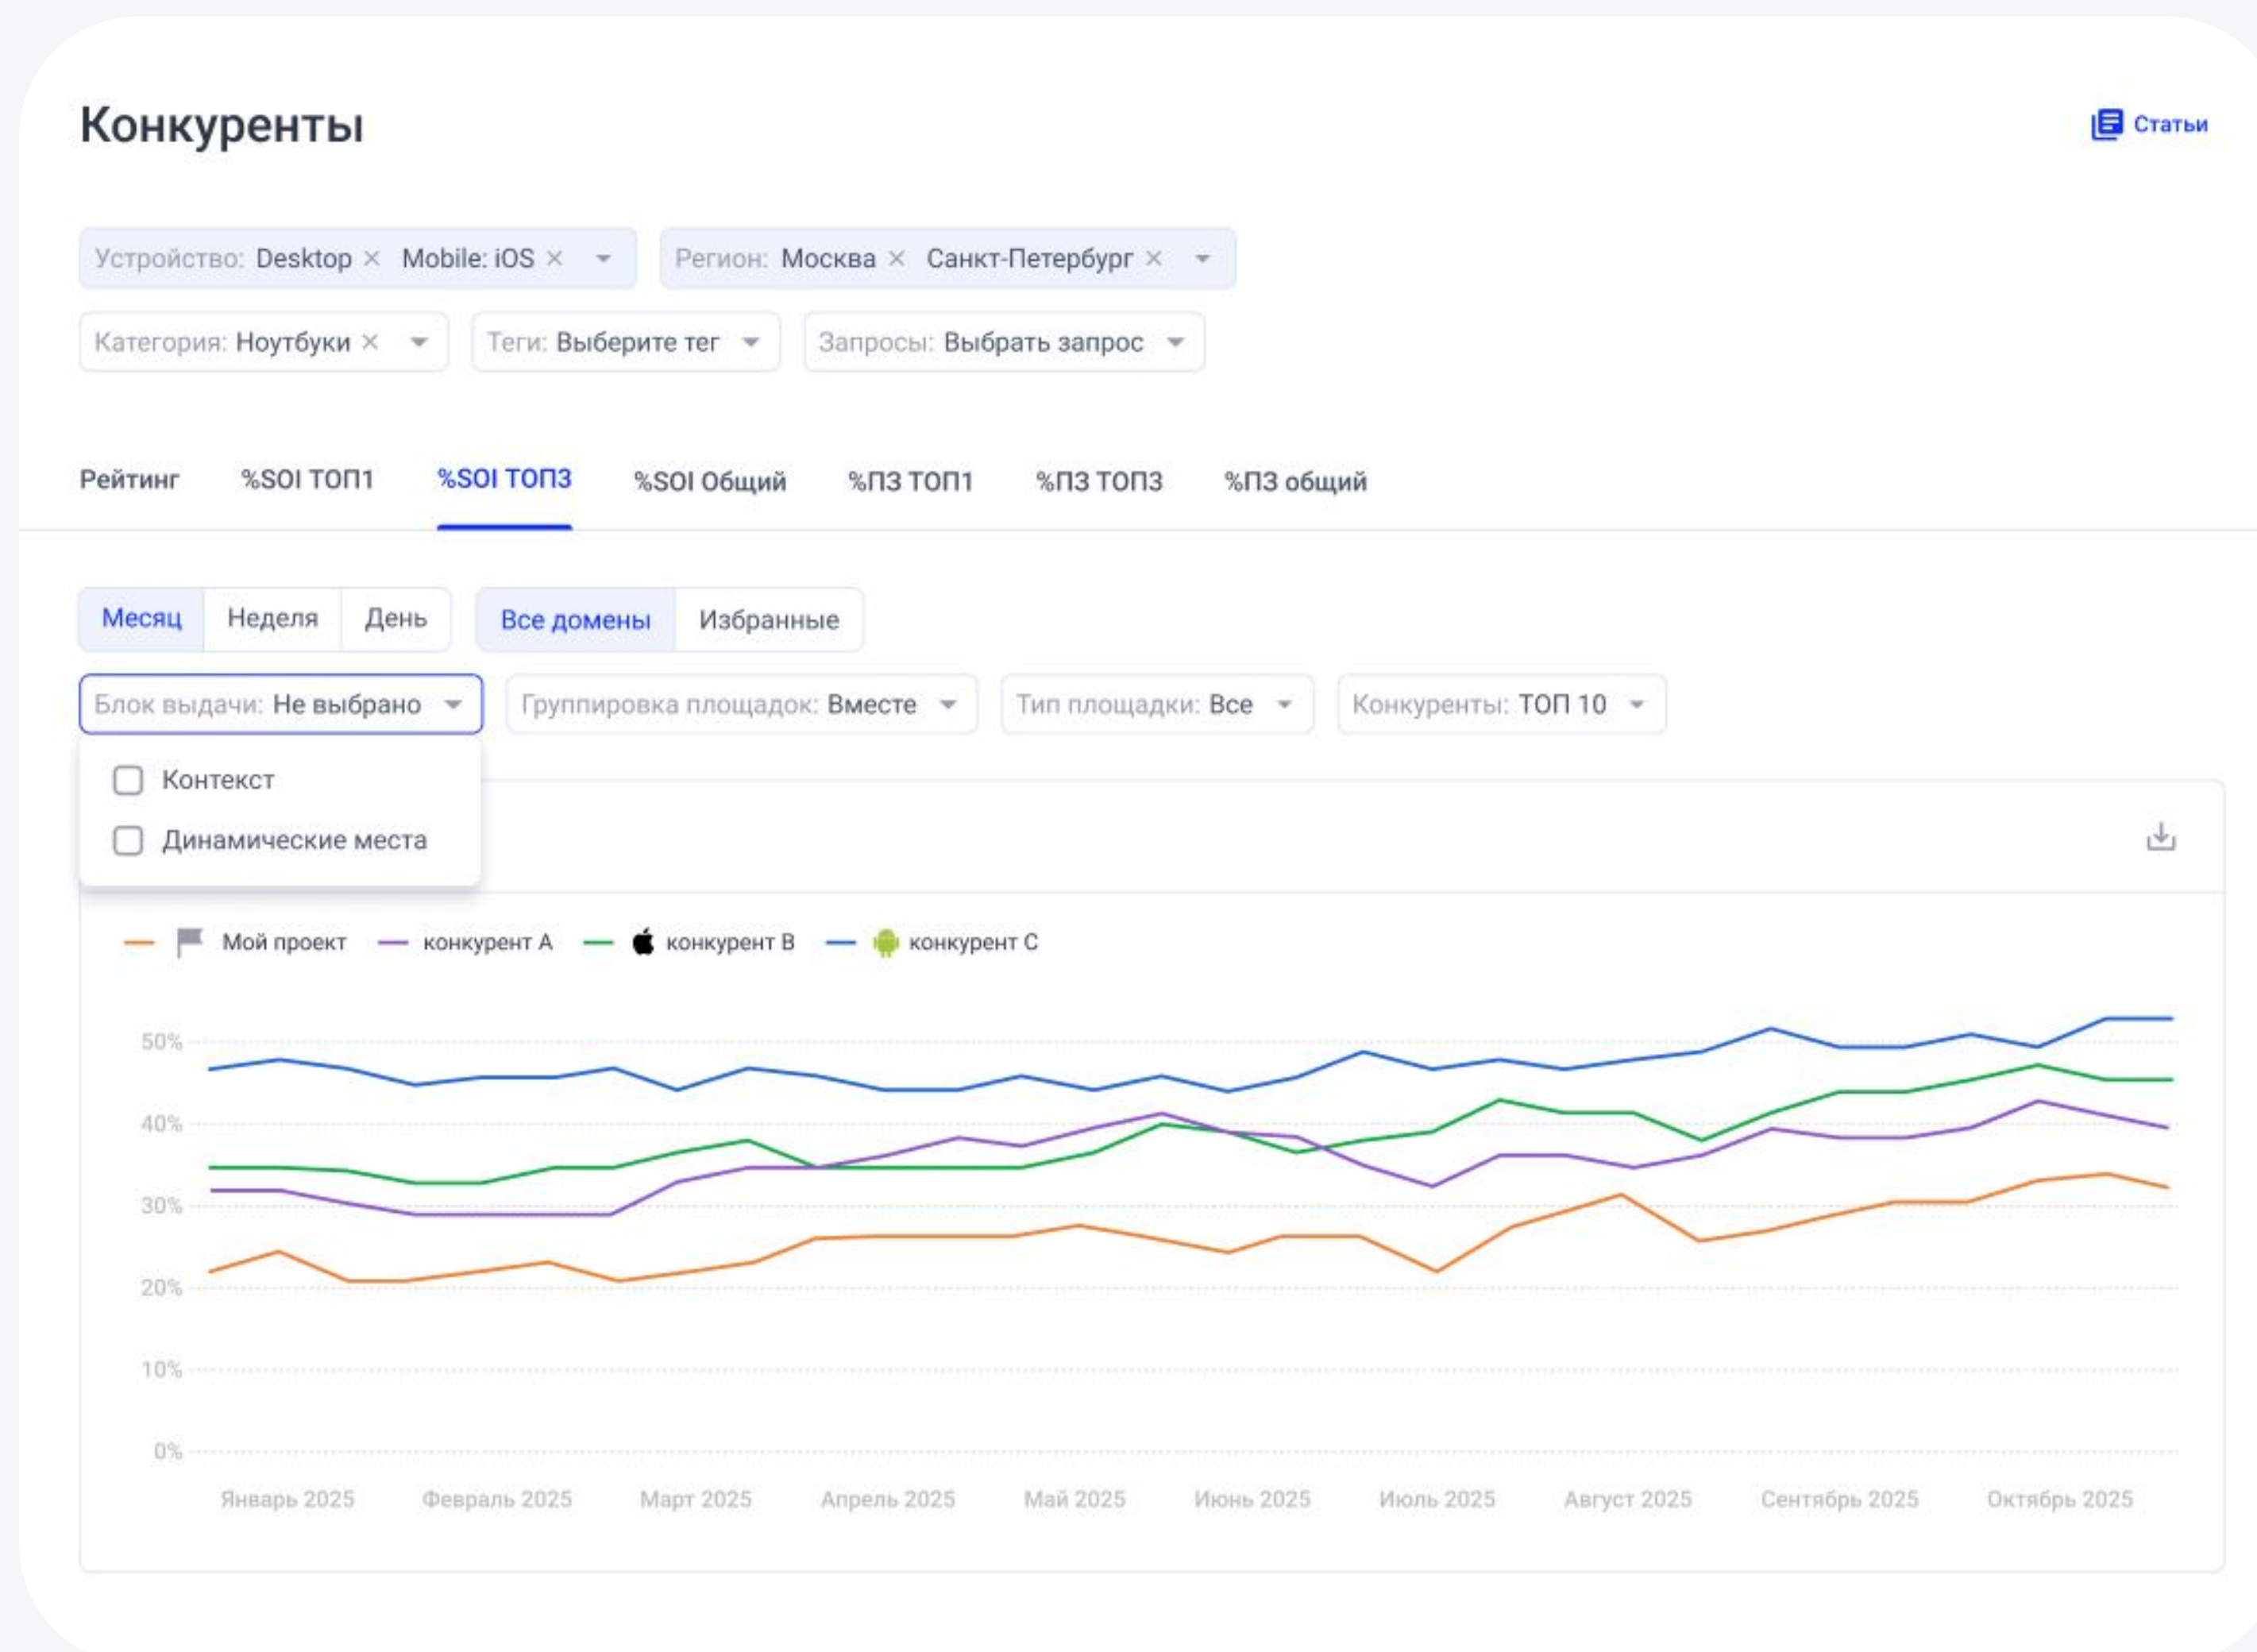 Конкуренты
Статьи
Устройство: Desktop × Mobile: iOS ×
Регион: Москва × Санкт-Петербург ×
Категория: Ноутбуки ×
Теги: Выберите тег
Запросы: Выбрать запрос
Рейтинг %SOI ТОП1 %SOI ТОП3 %SOI Общий %ПЗ ТОП1 %ПЗ ТОП3 %ПЗ общий
Месяц Неделя День Все домены Избранные
Блок выдачи: Не выбрано
Группировка площадок: Вместе
Тип площадки: Все
Конкуренты: ТОП 10
Контекст
Динамические места
Мой проект конкурент A конкурент B конкурент C
50%
40%
30%
20%
10%
0%
Январь 2025 Февраль 2025 Март 2025 Апрель 2025 Май 2025 Июнь 2025 Июль 2025 Август 2025 Сентябрь 2025 Октябрь 2025